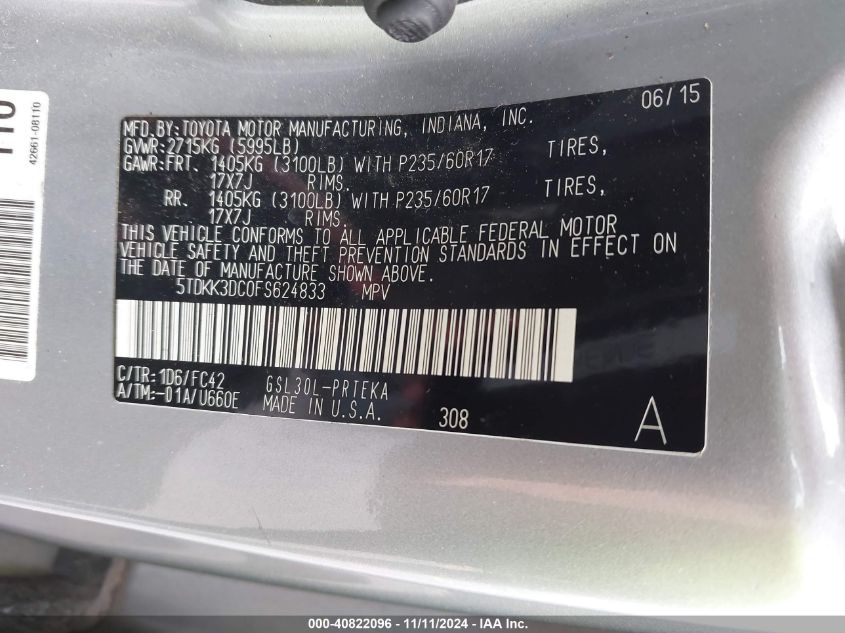 110
42661-08110
06/15
MFD.BY:TOYOTA MOTOR MANUFACTURING, INDIANA, INC.
GVWR:2715KG (5995LB)
GAWR:FRT. 1405KG (3100LB) WITH P235/60R17 TIRES,
17X7J RIMS,
RR. 1405KG (3100LB) WITH P235/60R17 TIRES,
17X7J RIMS.
THIS VEHICLE CONFORMS TO ALL APPLICABLE FEDERAL MOTOR
VEHICLE SAFETY AND THEFT PREVENTION STANDARDS IN EFFECT ON
THE DATE OF MANUFACTURE SHOWN ABOVE.
5TDKK3DC0FS624833 MPV
C/TR:1D6/FC42 GSL30L-PRTEKA
A/TM:-01A/U660E MADE IN U.S.A.
308
A
000-40822096 - 11/11/2024 - IAA Inc.